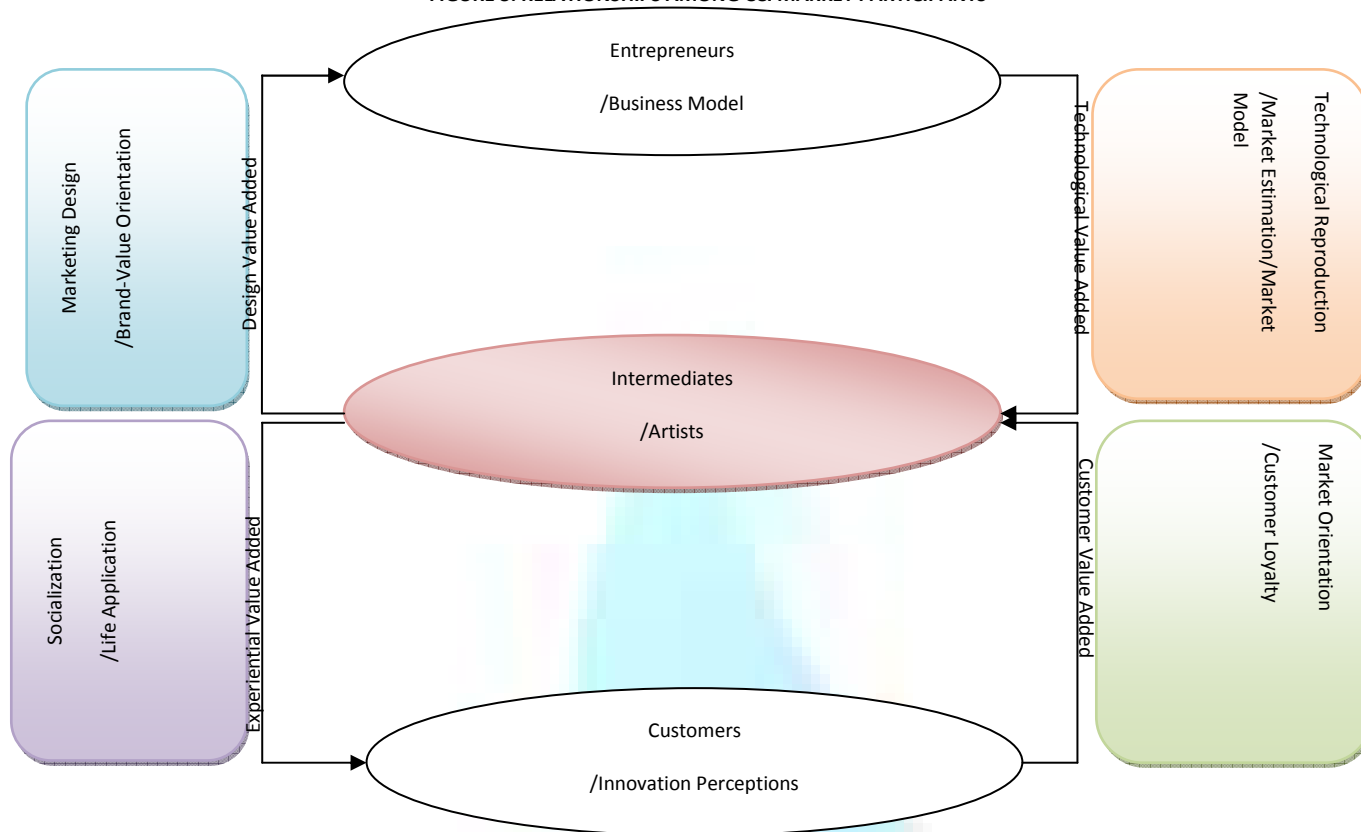 Entrepreneurs
/Business Model
Marketing Design
/Brand-Value Orientation
Design Value Added
Technological Value Added
Technological Reproduction
/Market Estimation/Market
Model
Intermediates
/Artists
Socialization
/Life Application
Experiential Value Added
Customer Value Added
Market Orientation
/Customer Loyalty
Customers
/Innovation Perceptions